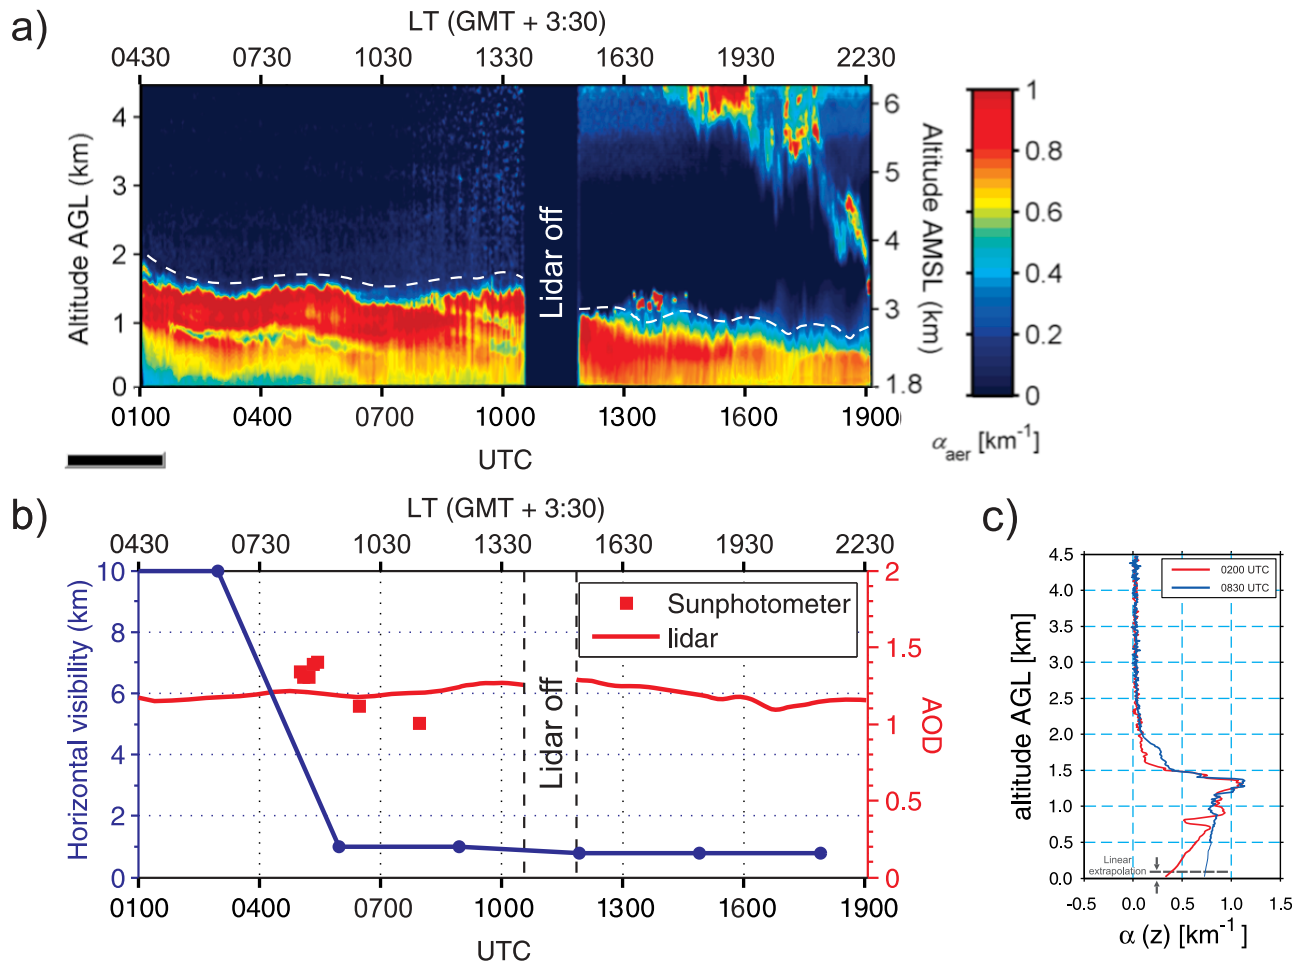 a)
LT (GMT + 3:30)
0430 0730 1030 1330 1630 1930 2230
Altitude AGL (km)
4
3
2
1
0
Lidar off
6
5
4
3
1.8
Altitude AMSL (km)
1
0.8
0.6
0.4
0.2
0
αaer [km-1]
0100 0400 0700 1000 1300 1600 1900
UTC
b)
LT (GMT + 3:30)
0430 0730 1030 1330 1630 1930 2230
Horizontal visibility (km)
10
8
6
4
2
0
Sunphotometer
lidar
Lidar off
2
1.5
1
0.5
0
AOD
0100 0400 0700 1000 1300 1600 1900
UTC
c)
altitude AGL [km]
4.5
4.0
3.5
3.0
2.5
2.0
1.5
1.0
0.5
0.0
0200 UTC
0830 UTC
Linear
extrapolation
-0.5 0.0 0.5 1.0 1.5
α (z) [km-1]